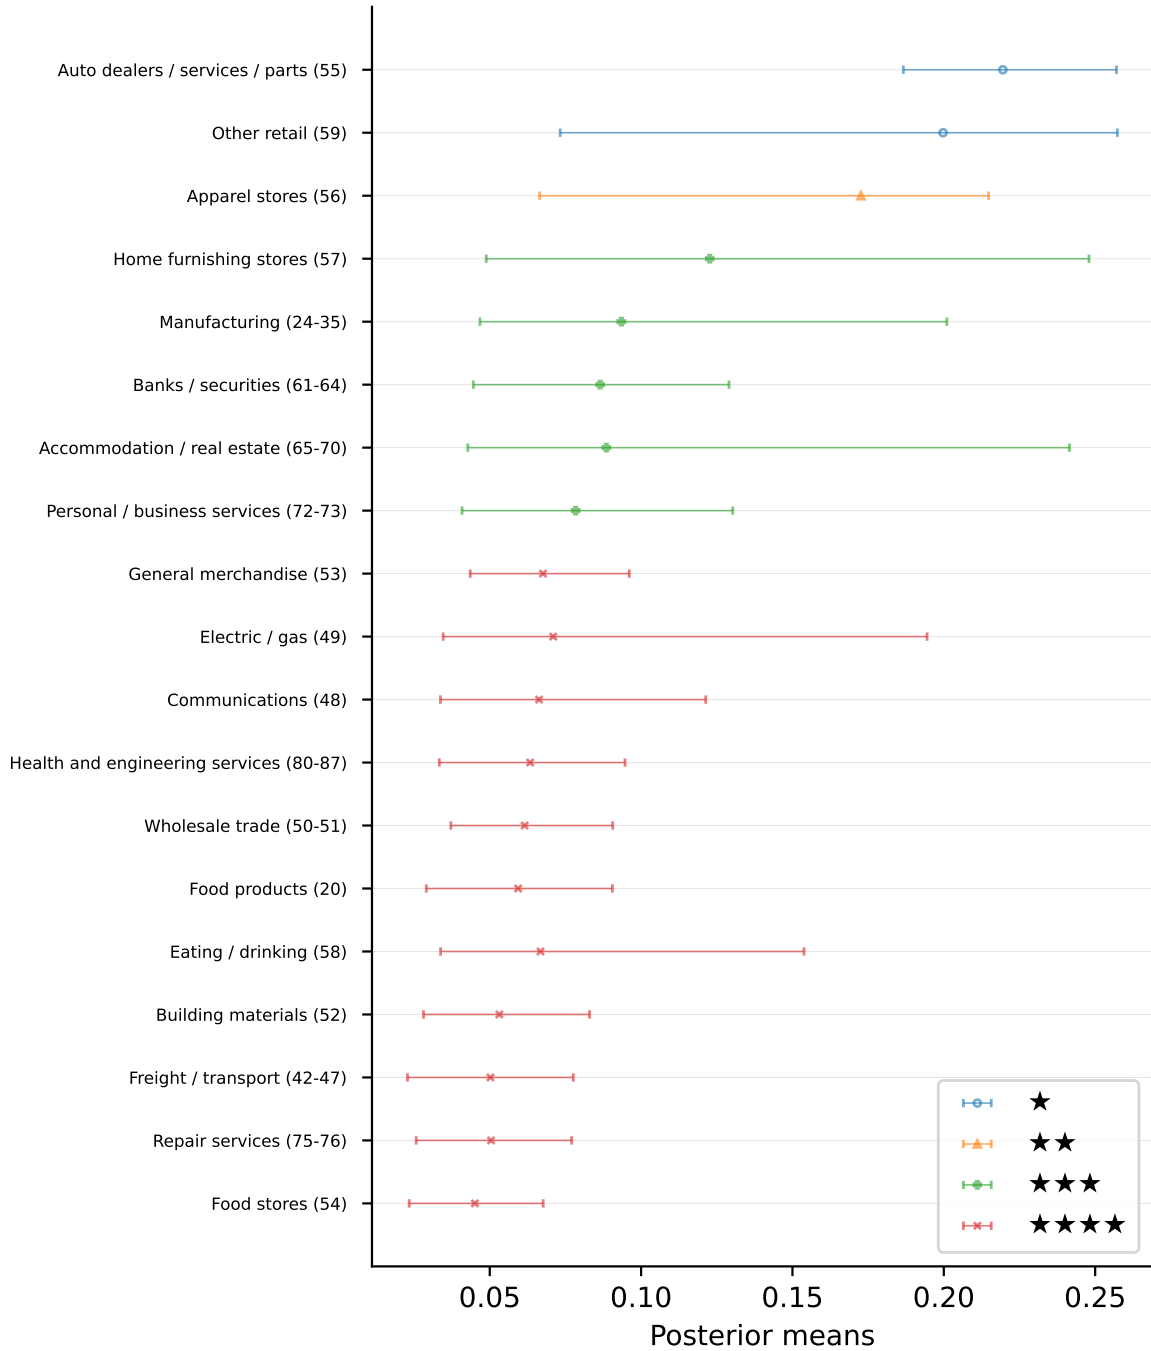 Auto dealers / services / parts (55)
Other retail (59)
Apparel stores (56)
Home furnishing stores (57)
Manufacturing (24-35)
Banks / securities (61-64)
Accommodation / real estate (65-70)
Personal / business services (72-73)
General merchandise (53)
Electric / gas (49)
Communications (48)
Health and engineering services (80-87)
Wholesale trade (50-51)
Food products (20)
Eating / drinking (58)
Building materials (52)
Freight / transport (42-47)
Repair services (75-76)
Food stores (54)
★
★★
★★★
★★★★
0.05 0.10 0.15 0.20 0.25
Posterior means